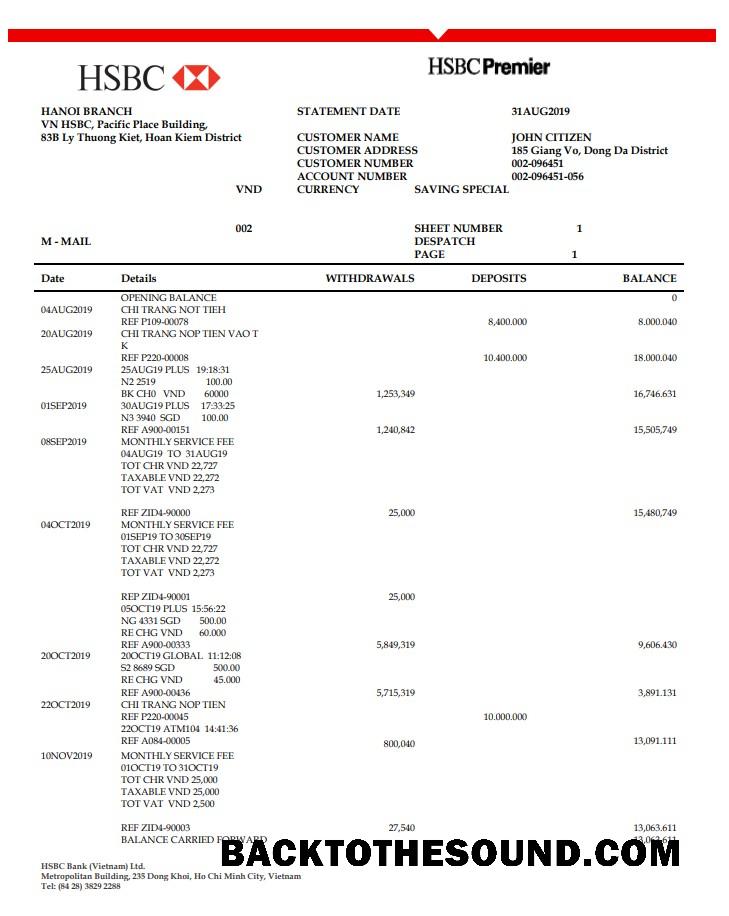 HSBC
HSBC Premier
HANOI BRANCH STATEMENT DATE 31AUG2019
VN HSBC, Pacific Place Building,
83B Ly Thuong Kiet, Hoan Kiem District CUSTOMER NAME JOHN CITIZEN
CUSTOMER ADDRESS 185 Giang Vo, Dong Da District
CUSTOMER NUMBER 002-096451
ACCOUNT NUMBER 002-096451-056
VND CURRENCY SAVING SPECIAL
002 SHEET NUMBER 1
M - MAIL DESPATCH
PAGE 1
Date Details WITHDRAWALS DEPOSITS BALANCE
OPENING BALANCE 0
04AUG2019 CHI TRANG NOT TIEH
REF P109-00078 8,400.000 8.000.040
20AUG2019 CHI TRANG NOP TIEN VAO T
K
REF P220-00008 10.400.000 18.000.040
25AUG2019 25AUG19 PLUS 19:18:31
N2 2519 100.00
BK CH0 VND 60000 1,253,349 16,746.631
01SEP2019 30AUG19 PLUS 17:33:25
N3 3940 SGD 100.00
REF A900-00151 1,240,842 15,505,749
08SEP2019 MONTHLY SERVICE FEE
04AUG19 TO 31AUG19
TOT CHR VND 22,727
TAXABLE VND 22,272
TOT VAT VND 2,273
REF ZID4-90000 25,000 15,480,749
04OCT2019 MONTHLY SERVICE FEE
01SEP19 TO 30SEP19
TOT CHR VND 22,727
TAXABLE VND 22,272
TOT VAT VND 2,273
REP ZID4-90001 25,000
05OCT19 PLUS 15:56:22
NG 4331 SGD 500.00
RE CHG VND 60.000
REF A900-00333 5,849,319 9,606.430
20OCT2019 20OCT19 GLOBAL 11:12:08
S2 8689 SGD 500.00
RE CHG VND 45.000
REF A900-00436 5,715,319 3,891.131
22OCT2019 CHI TRANG NOP TIEN
REF P220-00045 10.000.000
22OCT19 ATM104 14:41:36
REF A084-00005 800,040 13,091.111
10NOV2019 MONTHLY SERVICE FEE
01OCT19 TO 31OCT19
TOT CHR VND 25,000
TAXABLE VND 25,000
TOT VAT VND 2,500
REF ZID4-90003 27,540 13,063.611
BALANCE CARRIED FORWARD 13,063.611
BACKTOTHESOUND.COM
HSBC Bank (Vietnam) Ltd.
Metropolitan Building, 235 Dong Khoi, Ho Chi Minh City, Vietnam
Tel: (84 28) 3829 2288